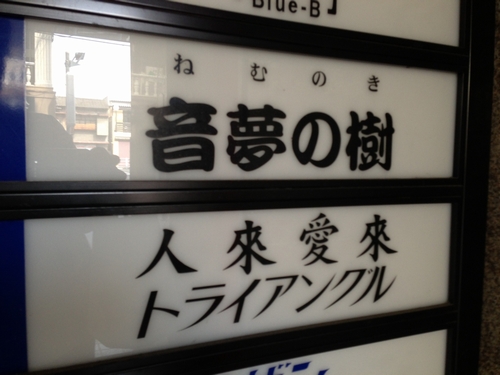 Blue-B」
ねむのき
音夢の樹
人來愛來
トライアングル